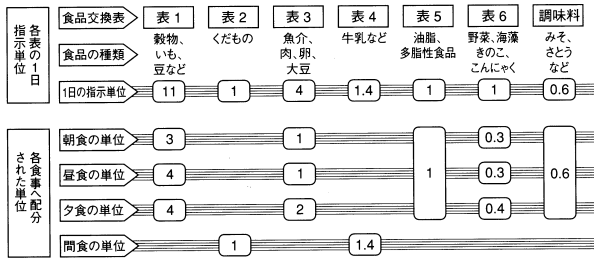 各表の1日
指示単位
食品交換表
表1
表2
表3
表4
表5
表6
調味料
食品の種類
穀物、
いも、
豆など
くだもの
魚介、
肉、卵、
大豆
牛乳など
油脂、
多脂性食品
野菜、海藻
きのこ、
こんにゃく
みそ、
さとう
など
1日の指示単位
11
1
4
1.4
1
1
0.6
各食事へ配分
された単位
朝食の単位
3
1
0.3
昼食の単位
4
1
1
0.3
0.6
夕食の単位
4
2
0.4
間食の単位
1
1.4